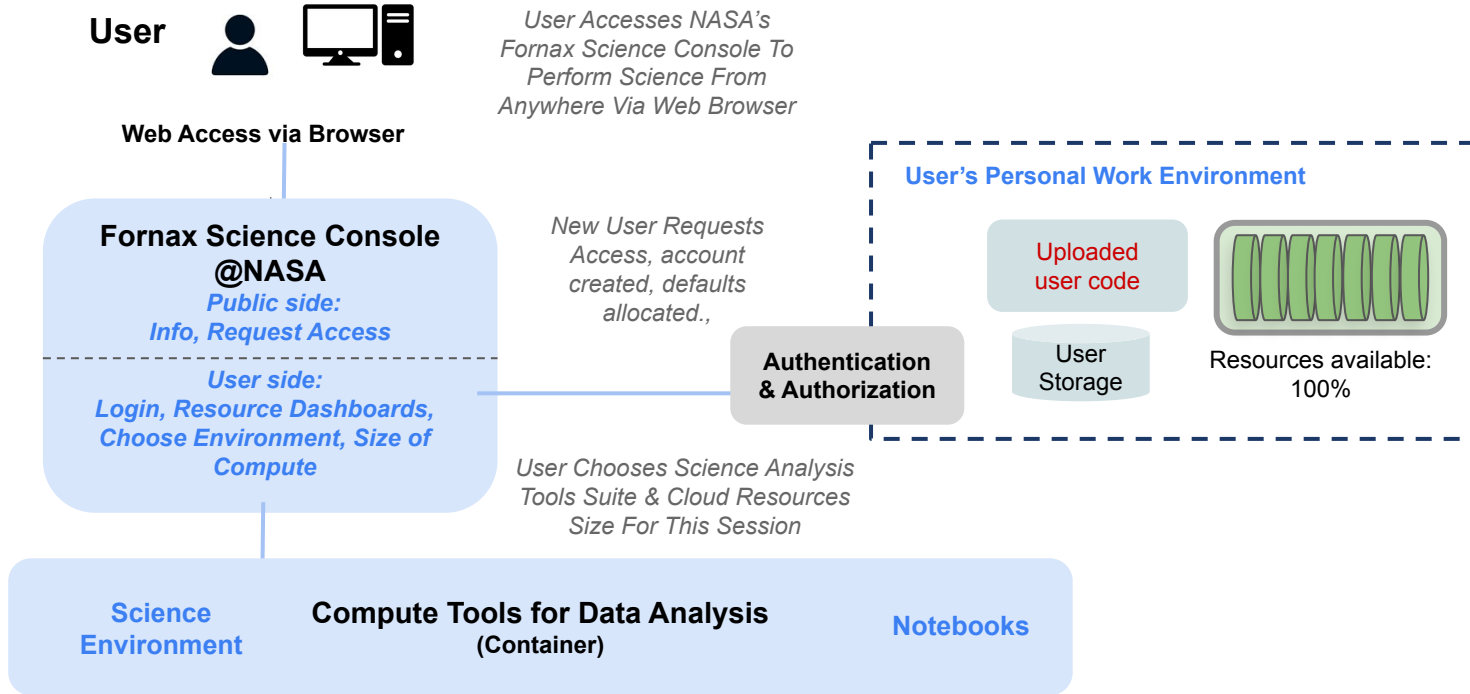 User
User Accesses NASA's
Fornax Science Console To
Perform Science From
Anywhere Via Web Browser
Web Access via Browser
Fornax Science Console
@NASA
Public side:
Info, Request Access
User side:
Login, Resource Dashboards,
Choose Environment, Size of
Compute
New User Requests
Access, account
created, defaults
allocated.,
Authentication
& Authorization
User's Personal Work Environment
Uploaded
user code
User
Storage
Resources available:
100%
User Chooses Science Analysis
Tools Suite & Cloud Resources
Size For This Session
Science
Environment
Compute Tools for Data Analysis
(Container)
Notebooks